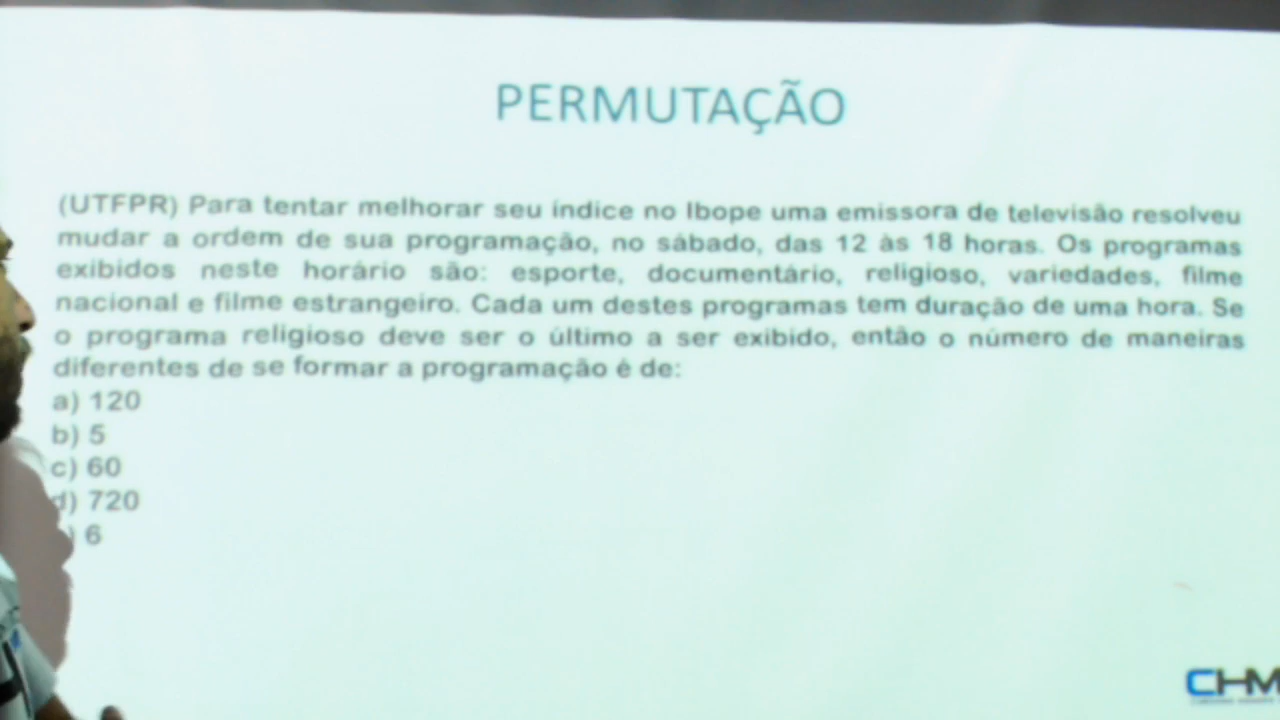 PERMUTAÇÃO
(UTFPR) Para tentar melhorar seu índice no Ibope uma emissora de televisão resolveu
mudar a ordem de sua programação, no sábado, das 12 às 18 horas. Os programas
exibidos neste horário são: esporte, documentário, religioso, variedades, filme
nacional e filme estrangeiro. Cada um destes programas tem duração de uma hora. Se
o programa religioso deve ser o último a ser exibido, então o número de maneiras
diferentes de se formar a programação é de:
a) 120
b) 5
c) 60
d) 720
) 6
CHM